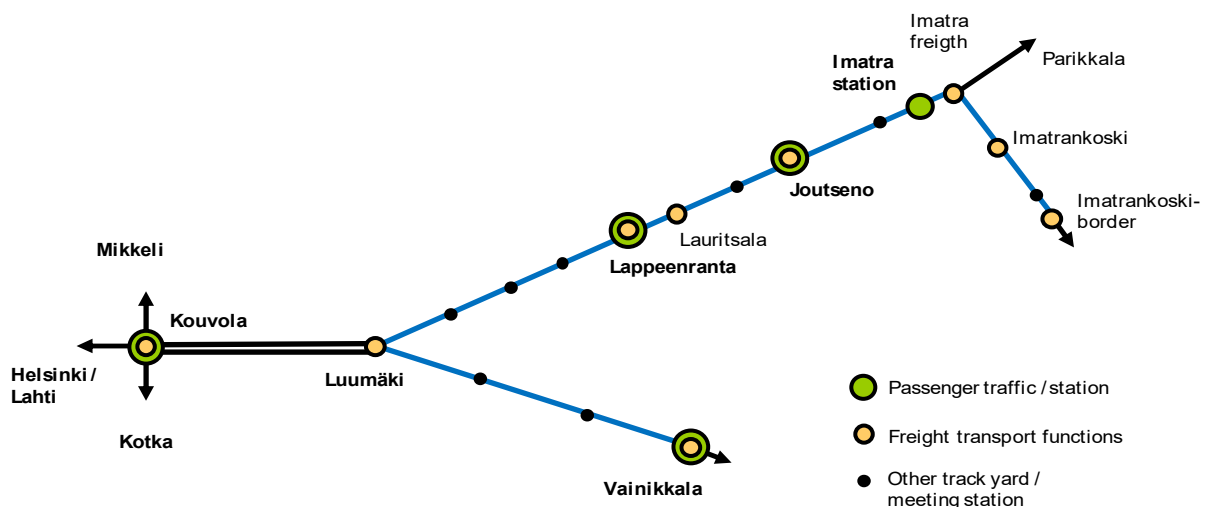 Imatra
freigth
Parikkala
Imatra
station
Imatrankoski
Joutseno
Imatrankoski-
border
Lauritsala
Lappeenranta
Mikkeli
Kouvola
Helsinki /
Lahti
Luumäki
Kotka
Vainikkala
Passenger traffic / station
Freight transport functions
Other track yard /
meeting station